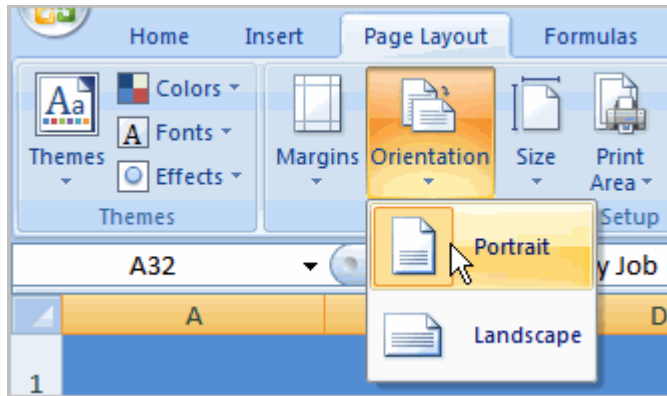 Home Insert Page Layout Formulas
Aa Colors
A Fonts
Effects
Themes Margins Orientation Size Print
Area
Themes Setup
Portrait
A32 y Job
A D
Landscape
1